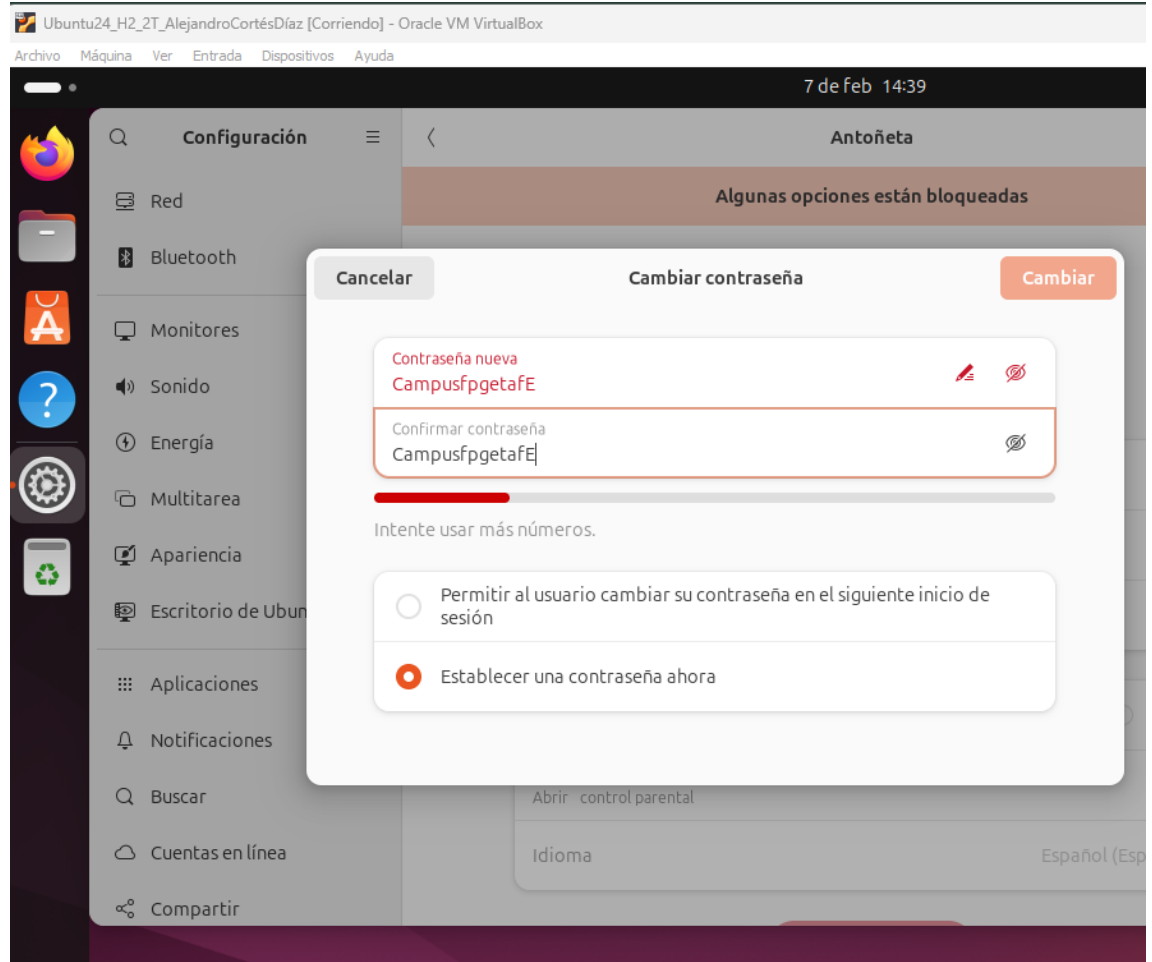 Ubuntu24_H2_2T_AlejandroCortésDíaz [Corriendo] - Oracle VM VirtualBox
Archivo Máquina Ver Entrada Dispositivos Ayuda
7 de feb 14:39
Configuración
Antoñeta
Red
Algunas opciones están bloqueadas
Bluetooth
Cancelar
Cambiar contraseña
Cambiar
Monitores
Contraseña nueva
CampusfpgetafE
Sonido
Confirmar contraseña
CampusfpgetafE
Energía
Multitarea
Intente usar más números.
Apariencia
Permitir al usuario cambiar su contraseña en el siguiente inicio de
sesión
Escritorio de Ubun
Establecer una contraseña ahora
Aplicaciones
Notificaciones
Buscar
Abrir control parental
Cuentas en línea
Idioma
Español (Esp
Compartir